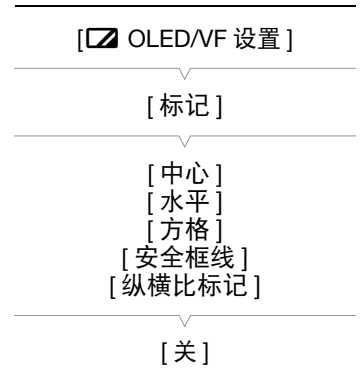 [ OLED/VF 设置 ]
[ 标记 ]
[ 中心 ]
[ 水平 ]
[ 方格 ]
[ 安全框线 ]
[ 纵横比标记 ]
[ 关 ]